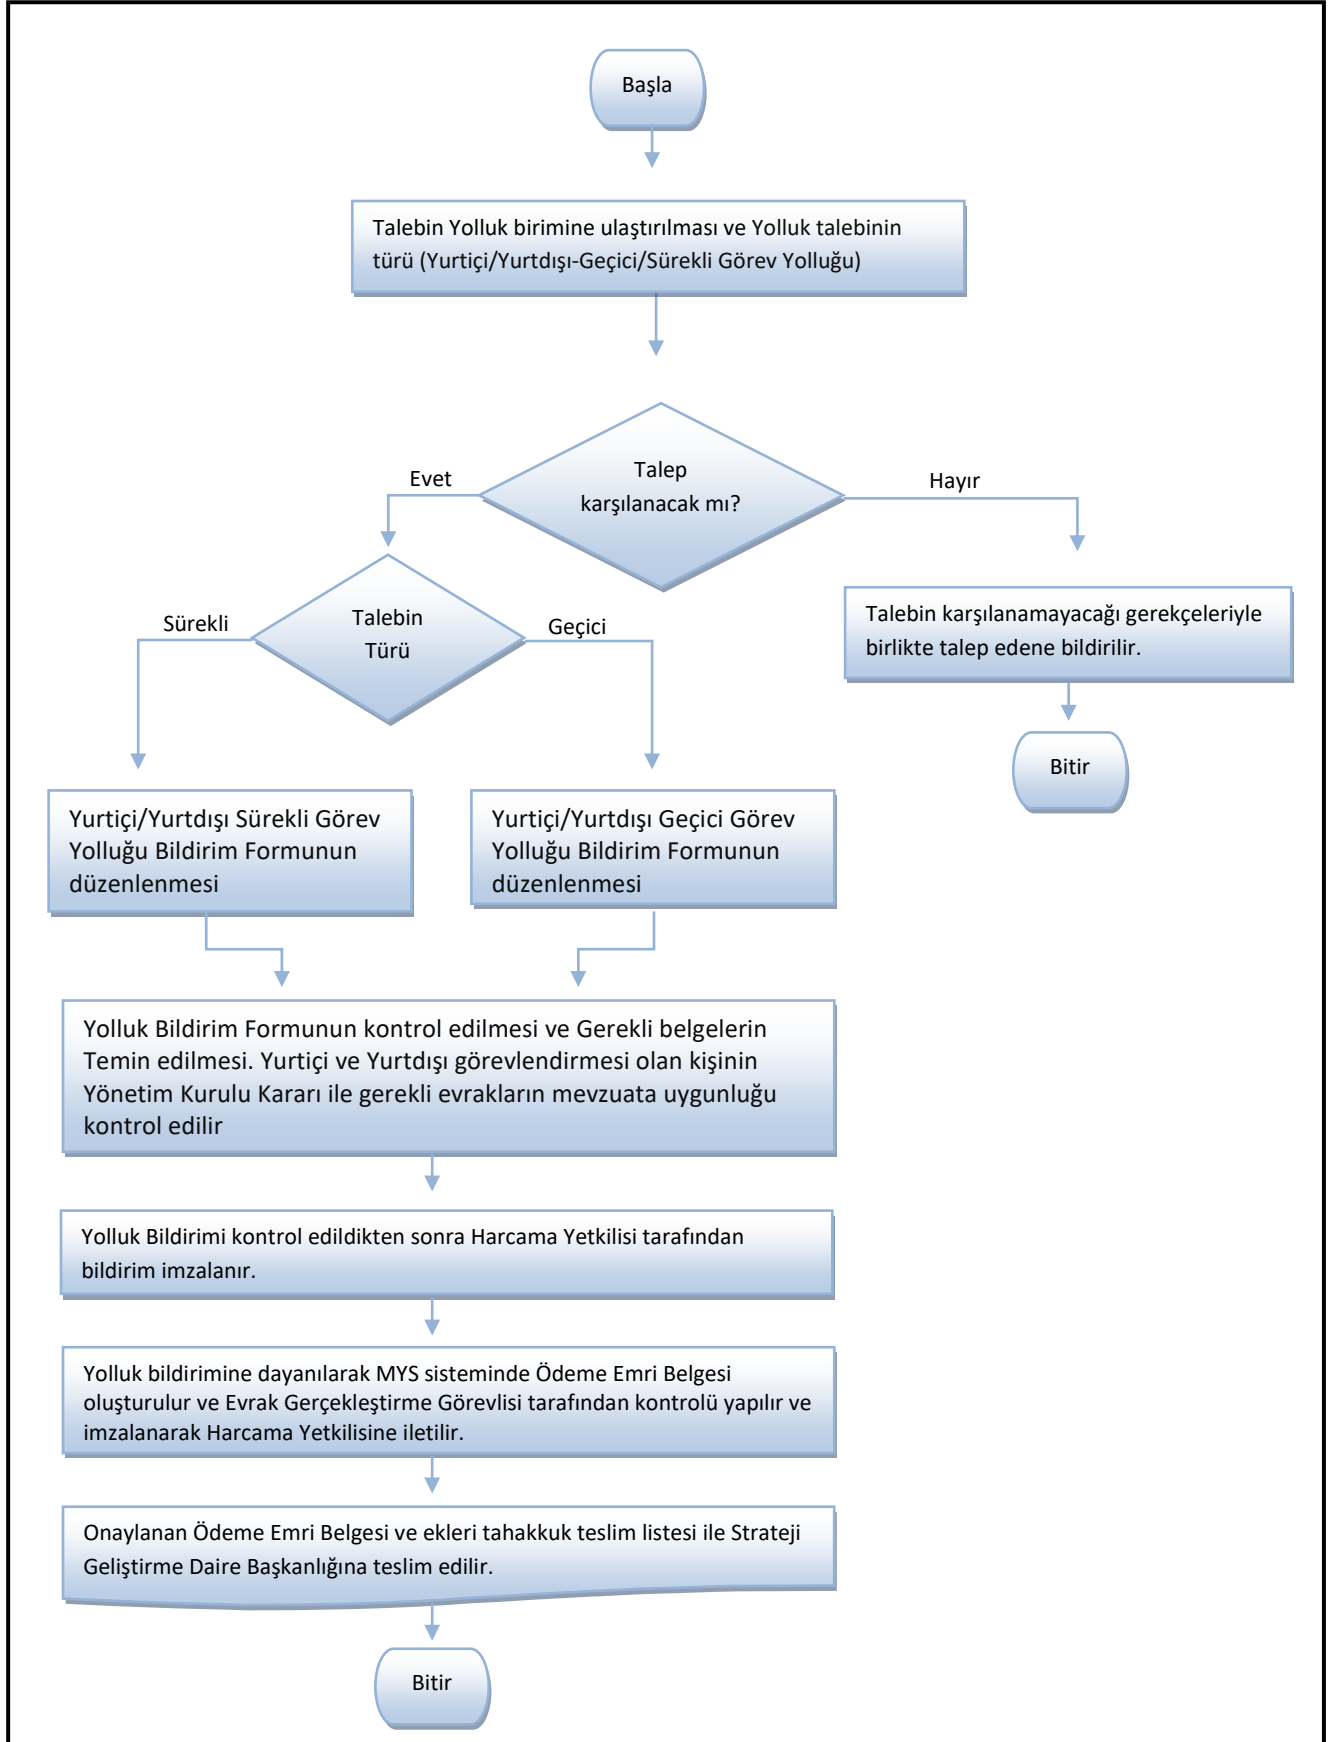 Başla
Talebin Yolluk birimine ulaştırılması ve Yolluk talebinin
türü (Yurtiçi/Yurtdışı-Geçici/Sürekli Görev Yolluğu)
Talep
karşılanacak mı?
Evet
Hayır
Talebin
Türü
Sürekli
Geçici
Talebin karşılanamayacağı gerekçeleriyle
birlikte talep edene bildirilir.
Bitir
Yurtiçi/Yurtdışı Sürekli Görev
Yolluğu Bildirim Formunun
düzenlenmesi
Yurtiçi/Yurtdışı Geçici Görev
Yolluğu Bildirim Formunun
düzenlenmesi
Yolluk Bildirim Formunun kontrol edilmesi ve Gerekli belgelerin
Temin edilmesi. Yurtiçi ve Yurtdışı görevlendirmesi olan kişinin
Yönetim Kurulu Kararı ile gerekli evrakların mevzuata uygunluğu
kontrol edilir
Yolluk Bildirimi kontrol edildikten sonra Harcama Yetkilisi tarafından
bildirim imzalanır.
Yolluk bildirimine dayanılarak MYS sisteminde Ödeme Emri Belgesi
oluşturulur ve Evrak Gerçekleştirme Görevlisi tarafından kontrolü yapılır ve
imzalanarak Harcama Yetkilisine iletilir.
Onaylanan Ödeme Emri Belgesi ve ekleri tahakkuk teslim listesi ile Strateji
Geliştirme Daire Başkanlığına teslim edilir.
Bitir